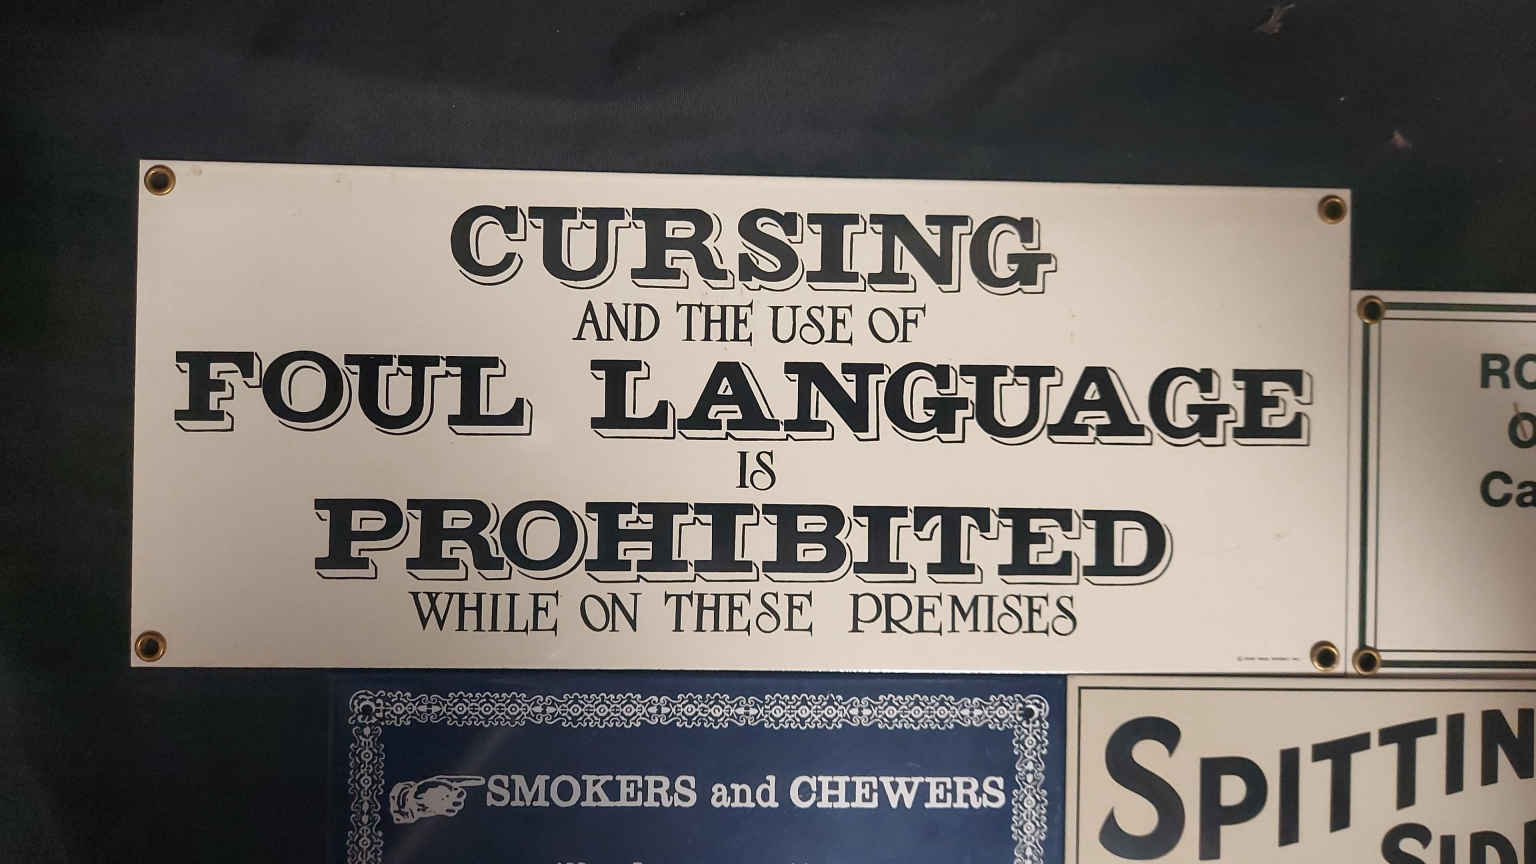 CURSING
AND THE USE OF
FOUL LANGUAGE
IS
PROHIBITED
WHILE ON THESE PREMISES
SMOKERS and CHEWERS